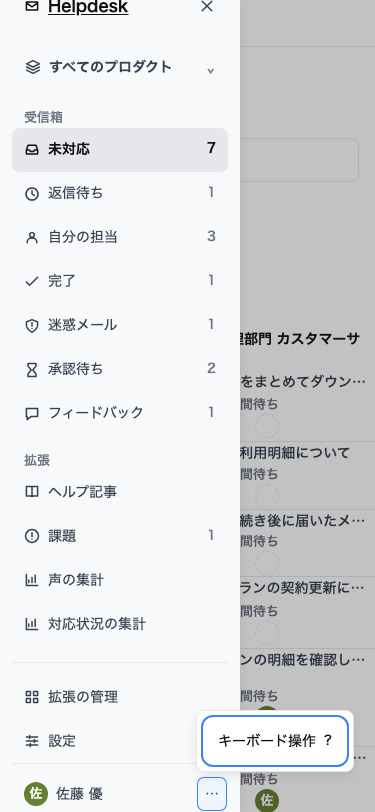 Helpdesk
すべてのプロダクト
受信箱
未対応 7
返信待ち 1
自分の担当 3
完了 1
迷惑メール 1
承認待ち 2
フィードバック 1
拡張
ヘルプ記事
課題 1
声の集計
対応状況の集計
拡張の管理
設定
佐藤 優
佐
…
キーボード操作 ?
理部門 カスタマーサ
をまとめてダウン…
間待ち
利用明細について
間待ち
続き後に届いたメ…
間待ち
ランの契約更新に…
間待ち
ンの明細を確認し…
間待ち
…
間待ち
佐